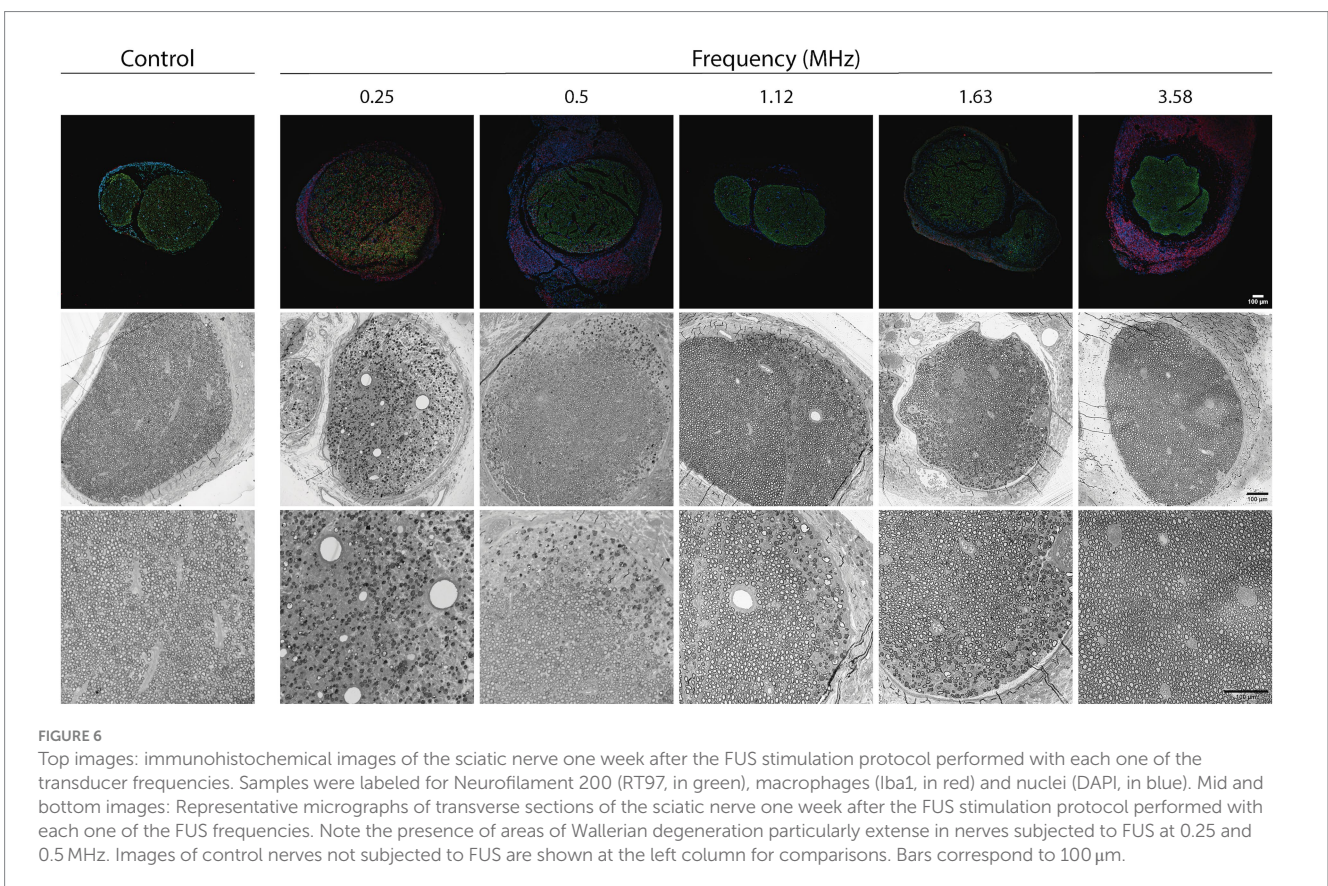 Control
Frequency (MHz)
0.25 0.5 1.12 1.63 3.58
100 µm
100 µm
100 µm
FIGURE 6
Top images: immunohistochemical images of the sciatic nerve one week after the FUS stimulation protocol performed with each one of the
transducer frequencies. Samples were labeled for Neurofilament 200 (RT97, in green), macrophages (Iba1, in red) and nuclei (DAPI, in blue). Mid and
bottom images: Representative micrographs of transverse sections of the sciatic nerve one week after the FUS stimulation protocol performed with
each one of the FUS frequencies. Note the presence of areas of Wallerian degeneration particularly extense in nerves subjected to FUS at 0.25 and
0.5 MHz. Images of control nerves not subjected to FUS are shown at the left column for comparisons. Bars correspond to 100 μm.